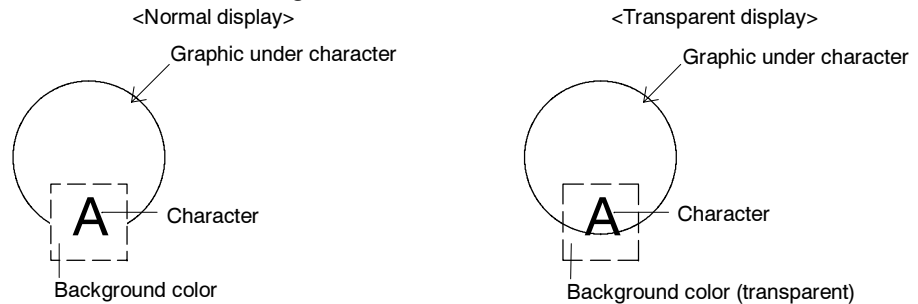 <Normal display>
Graphic under character
A
Character
Background color
<Transparent display>
Graphic under character
A
Character
Background color (transparent)